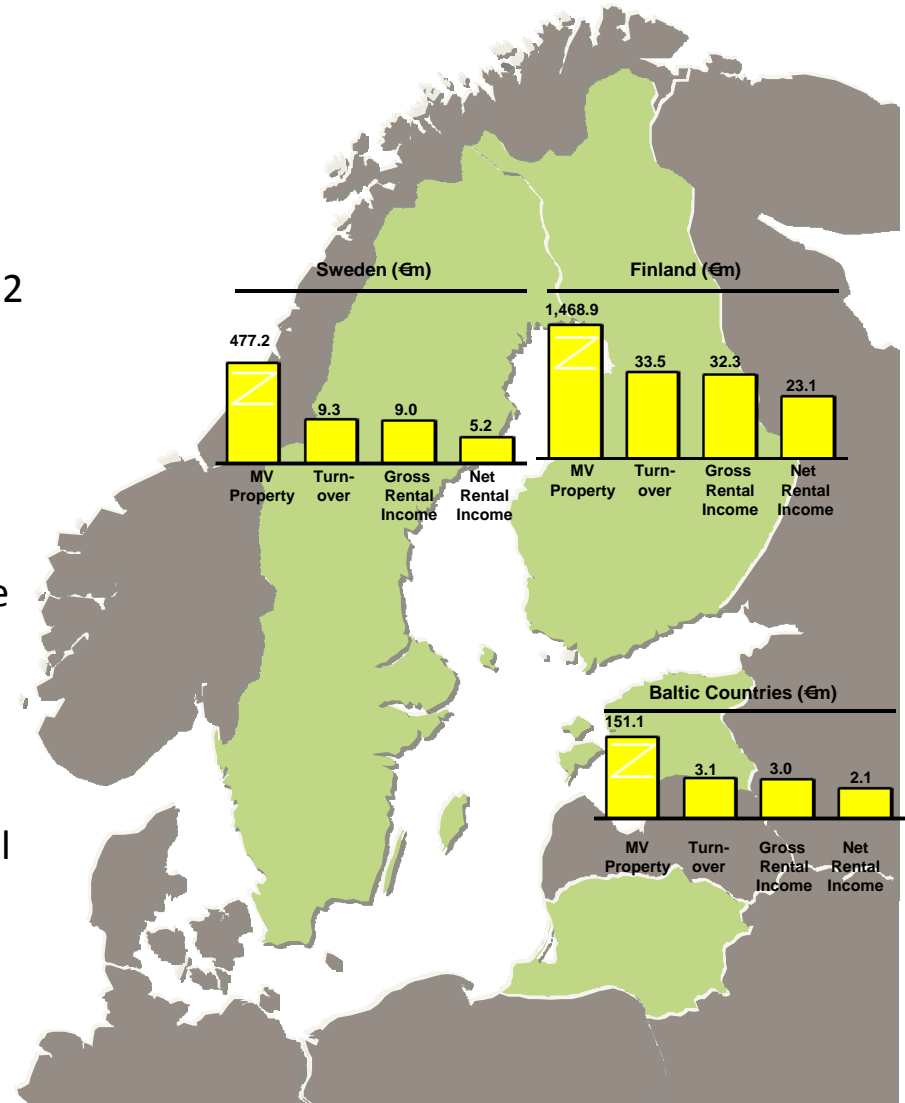 2
e
l
Sweden (€m)
477.2
9.3
9.0
5.2
MV
Property
Turn-
over
Gross
Rental
Income
Net
Rental
Income
Finland (€m)
1,468.9
33.5
32.3
23.1
MV
Property
Turn-
over
Gross
Rental
Income
Net
Rental
Income
Baltic Countries (€m)
151.1
3.1
3.0
2.1
MV
Property
Turn-
over
Gross
Rental
Income
Net
Rental
Income